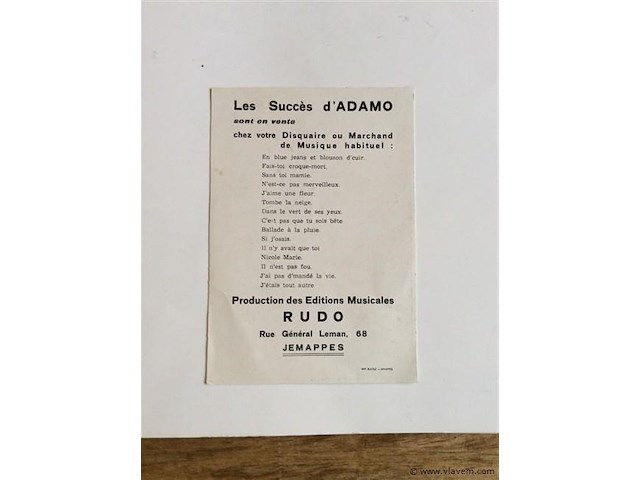 Les Succès d'ADAMO
sont en vente
chez votre Disquaire ou Marchand
de Musique habituel :
En blue jeans et blouson d'cuir.
Fais-toi croque-mort.
Sans toi mamie.
N'est-ce pas merveilleux.
J'aime une fleur.
Tombe la neige.
Dans le vert de ses yeux.
C'est pas que tu sois bête
Ballade à la pluie.
Si j'osais.
Il n'y avait que toi
Nicole Marie.
Il n'est pas fou.
J'ai pas d'mandé la vie.
J'étais tout autre
Production des Editions Musicales
RUDO
Rue Général Leman, 68
JEMAPPES
© www.vlavem.com